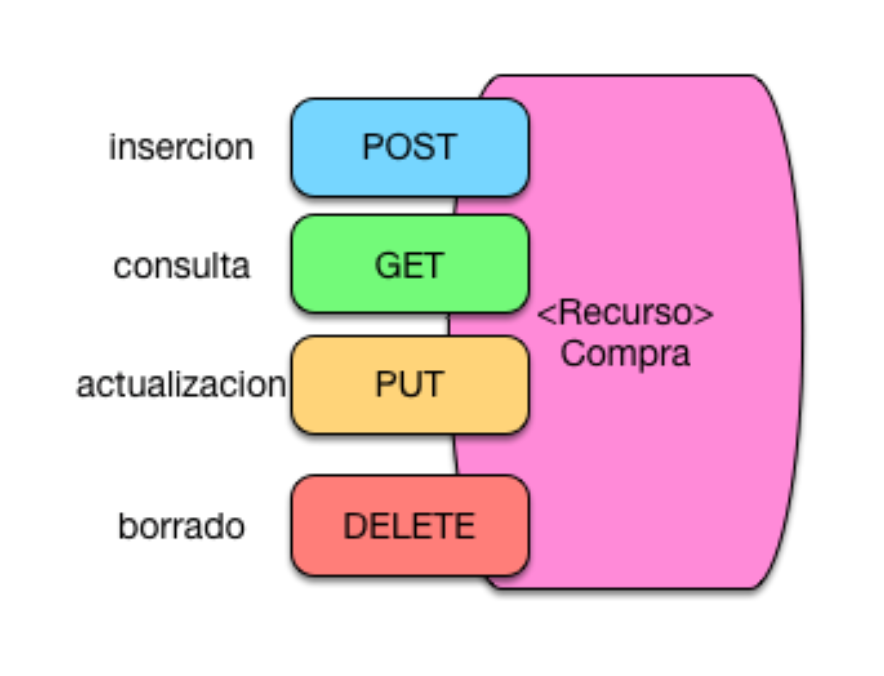 insercion POST
consulta GET
<Recurso>
Compra
actualizacion PUT
borrado DELETE